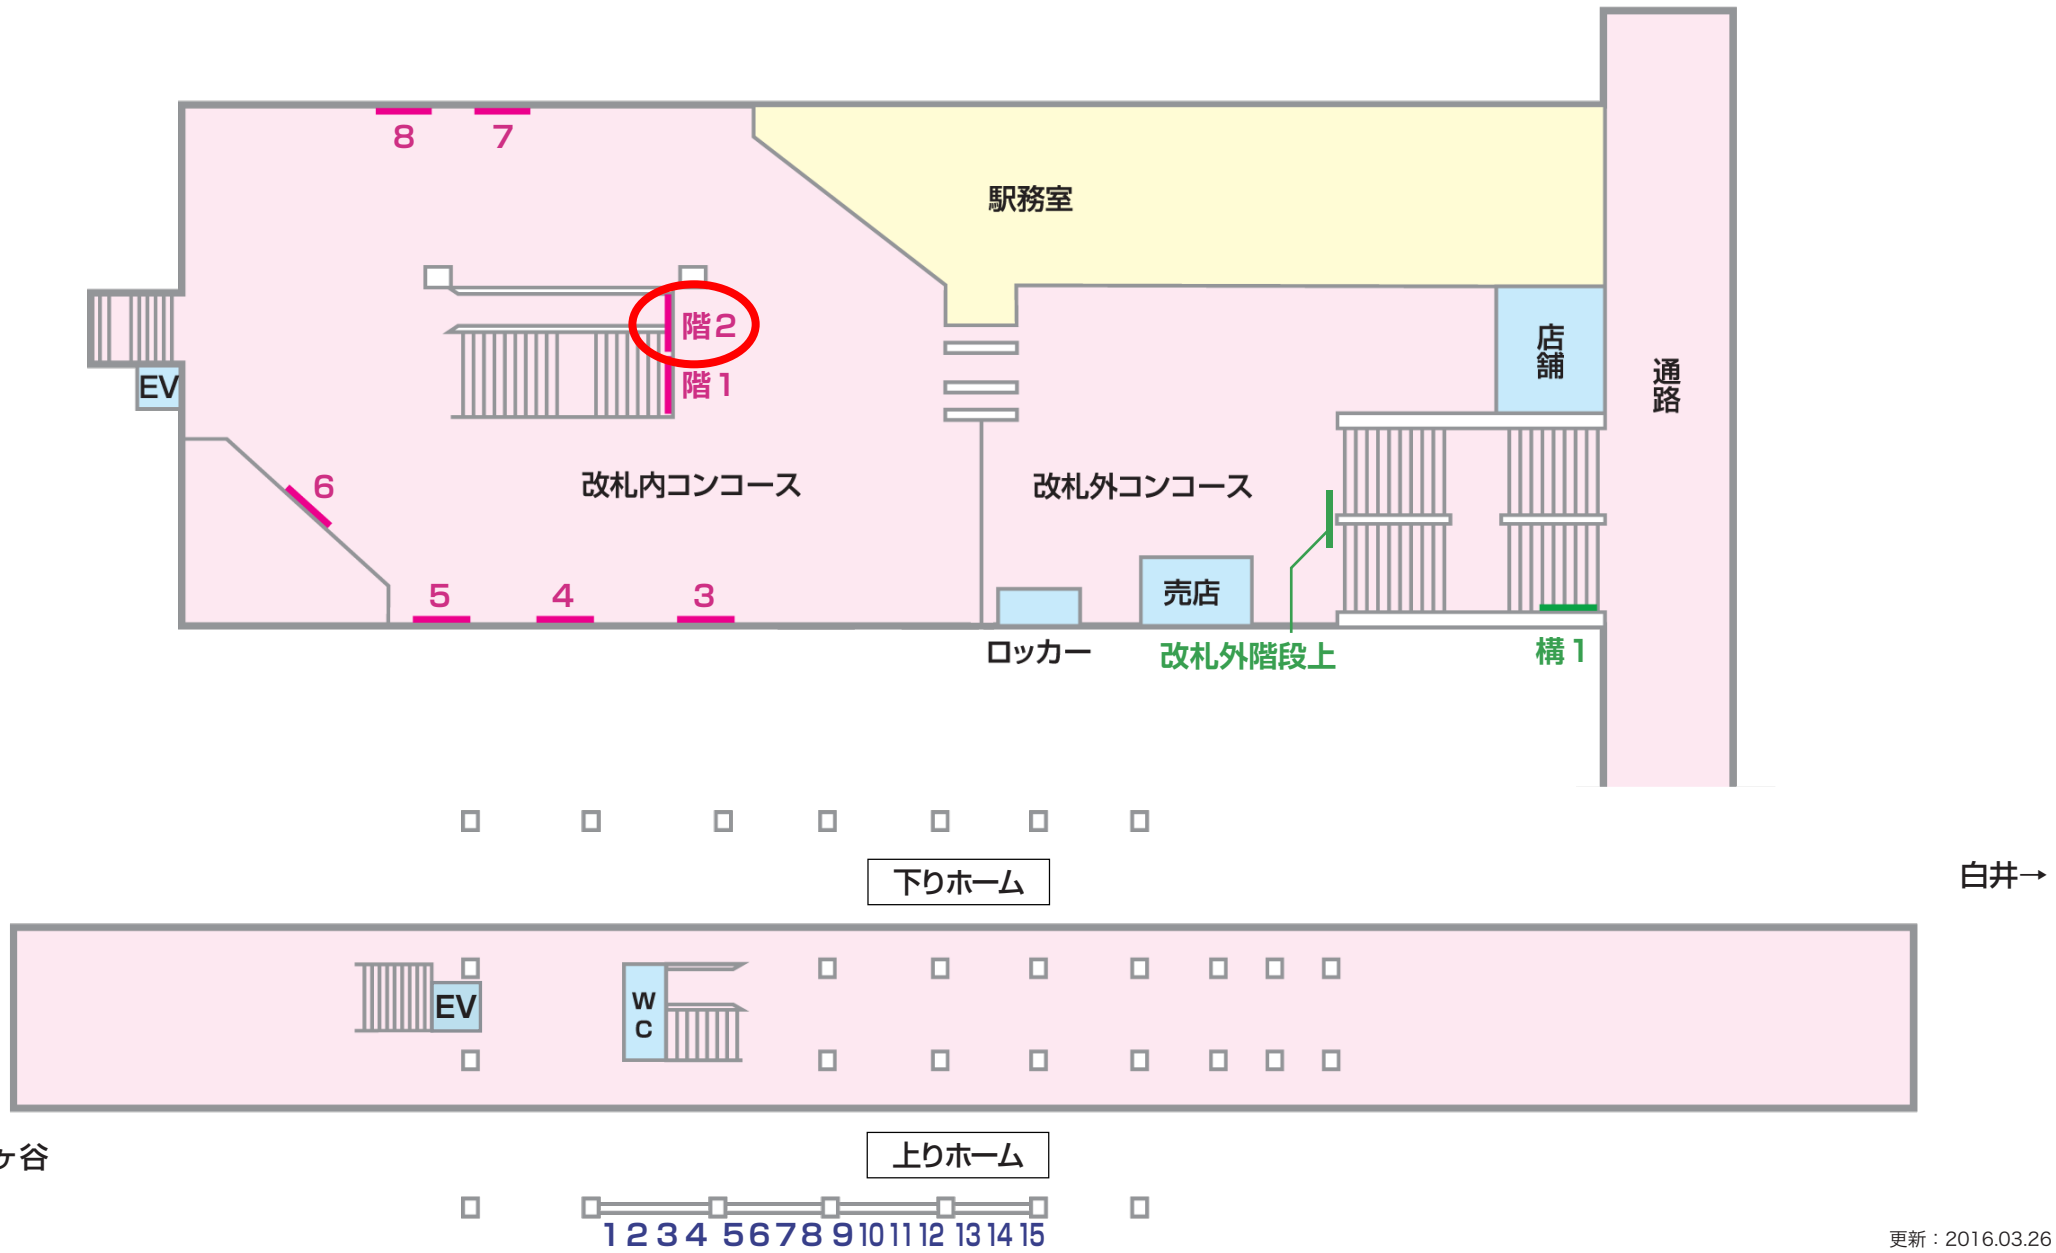 8
7
駅務室
階2
階1
EV
店舗
通路
6
改札内コンコース
改札外コンコース
5
4
3
売店
ロッカー
改札外階段上
構1
下りホーム
白井→
EV
WC
ヶ谷
上りホーム
1 2 3 4 5 6 7 8 9 10 11 12 13 14 15
更新：2016.03.26